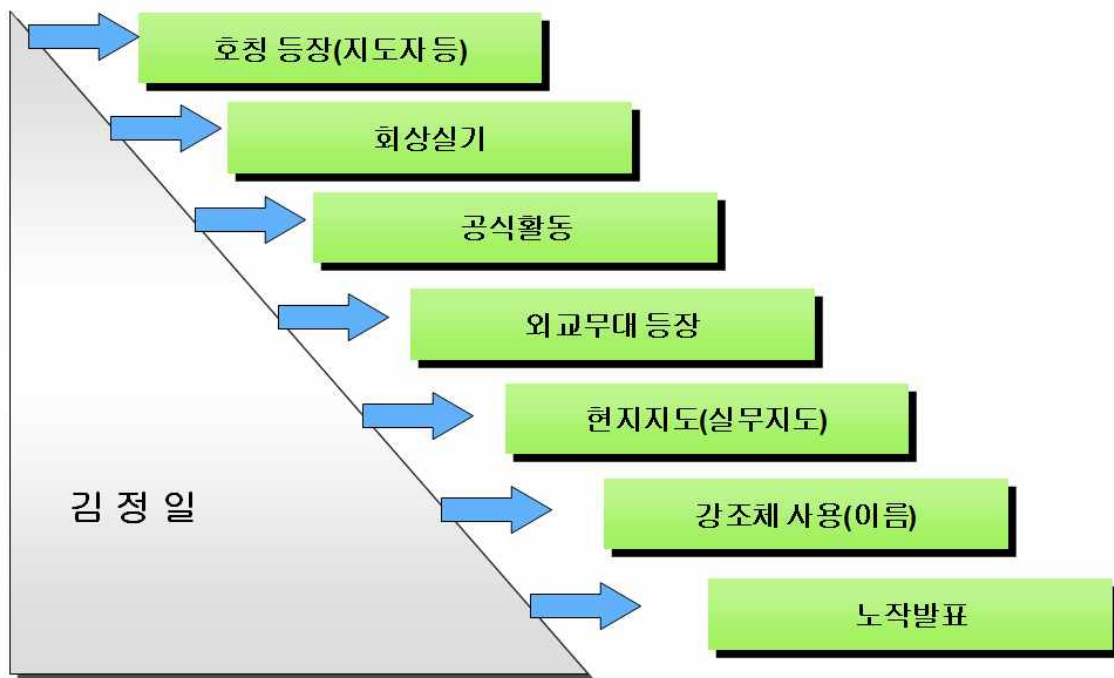 호칭 등장(지도자 등)
회상실기
공식활동
외교무대 등장
현지지도(실무지도)
김 정 일
강조체 사용(이름)
노작발표